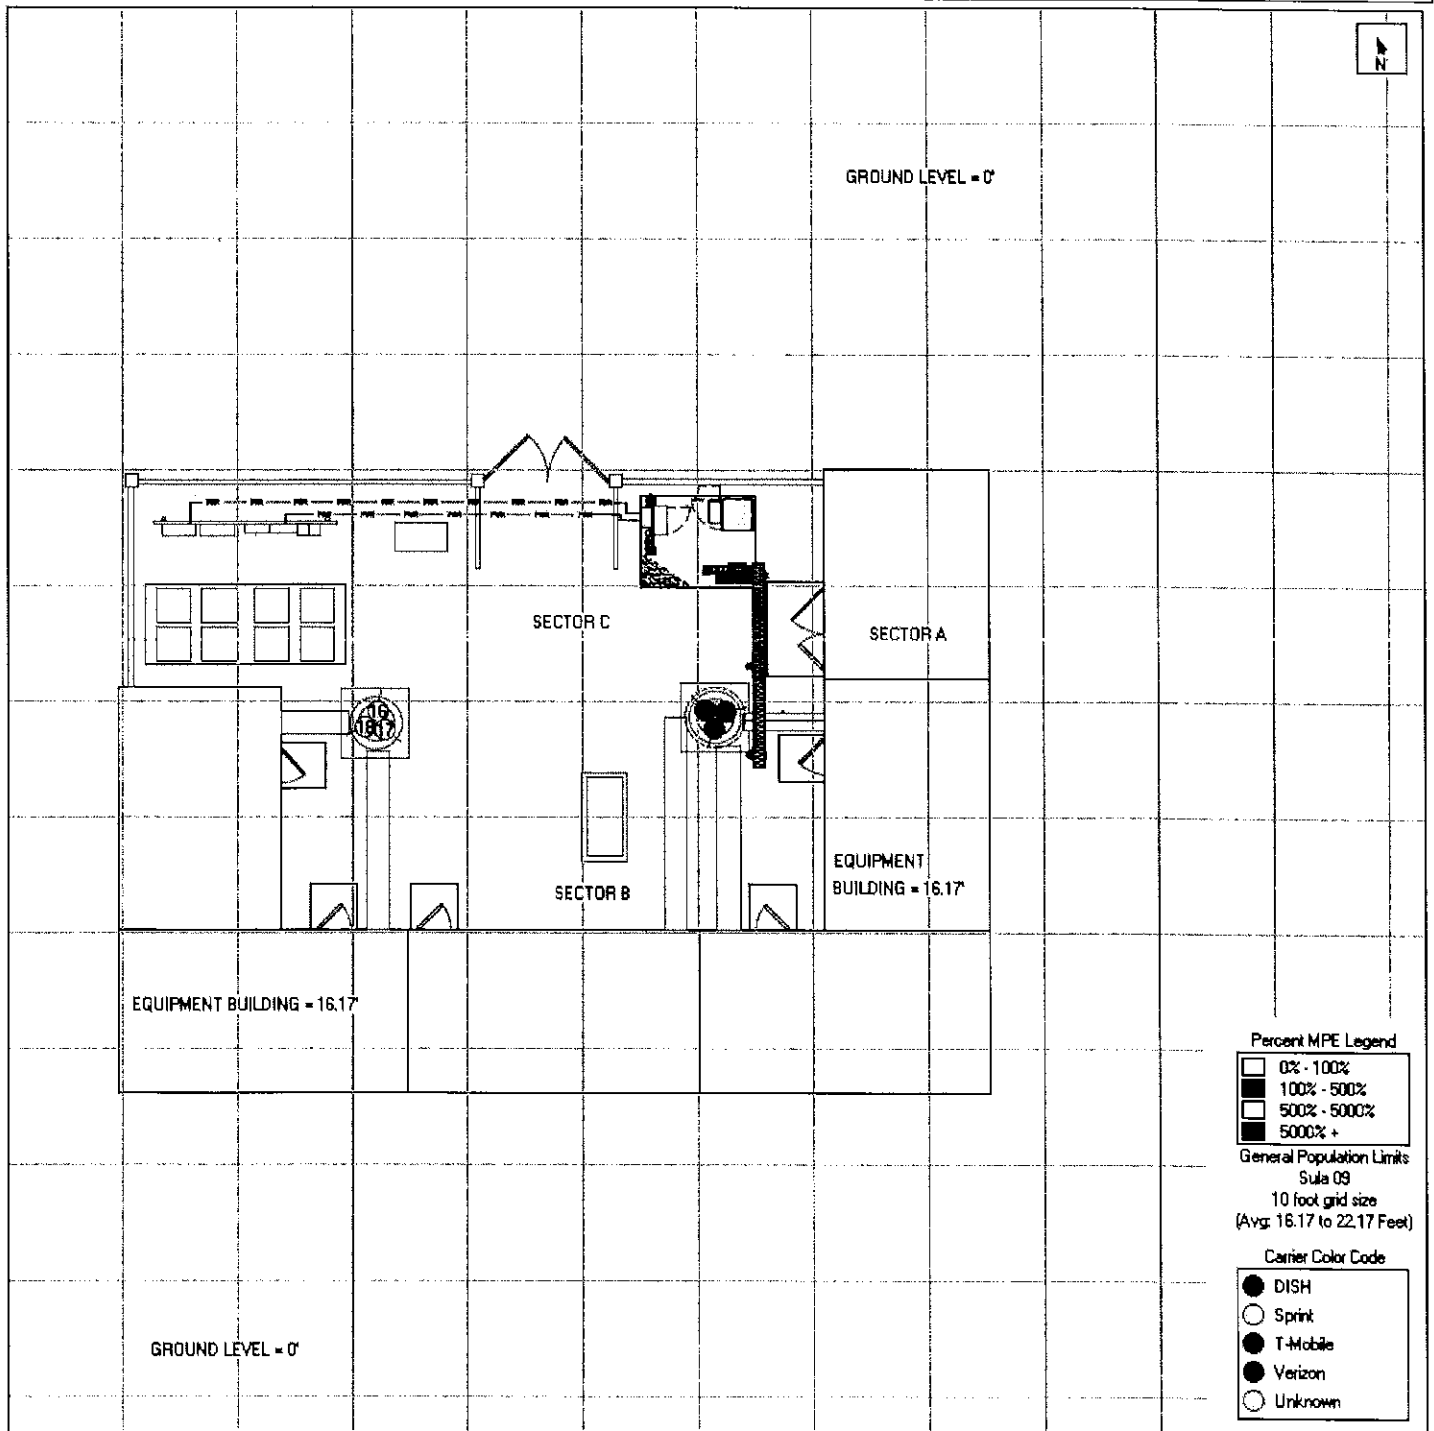 N
GROUND LEVEL = 0'
SECTOR C
SECTOR A
16
18 17
EQUIPMENT
BUILDING = 16.17'
SECTOR B
EQUIPMENT BUILDING = 16.17'
Percent MPE Legend
0% - 100%
100% - 500%
500% - 5000%
5000% +
General Population Limits
Sula 09
10 foot grid size
(Avg: 16.17 to 22.17 Feet)
Carrier Color Code
DISH
Sprint
T-Mobile
Verizon
Unknown
GROUND LEVEL = 0'